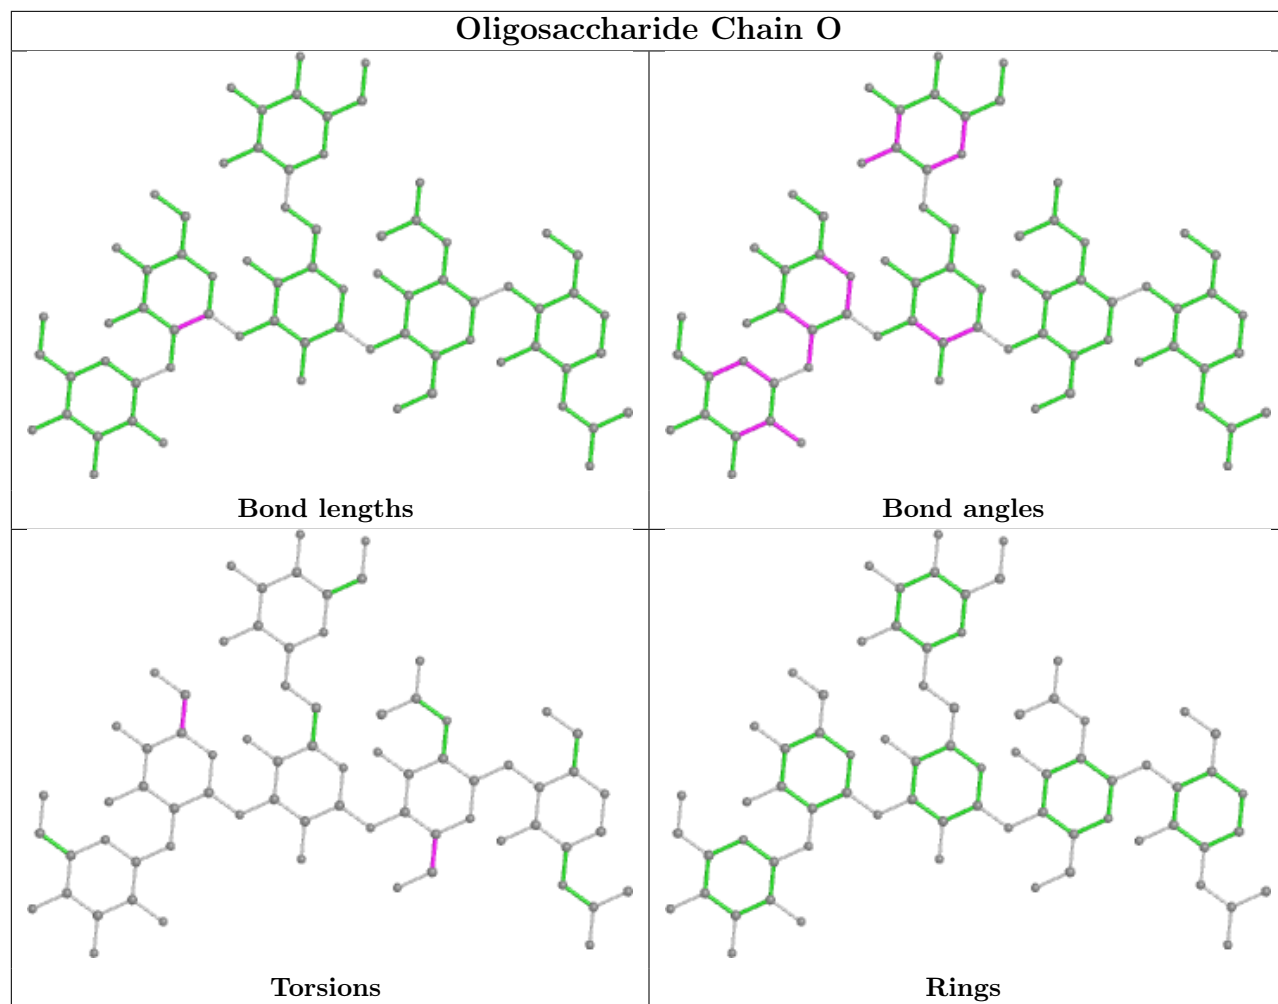 Oligosaccharide Chain O
Bond lengths
Bond angles
Torsions
Rings